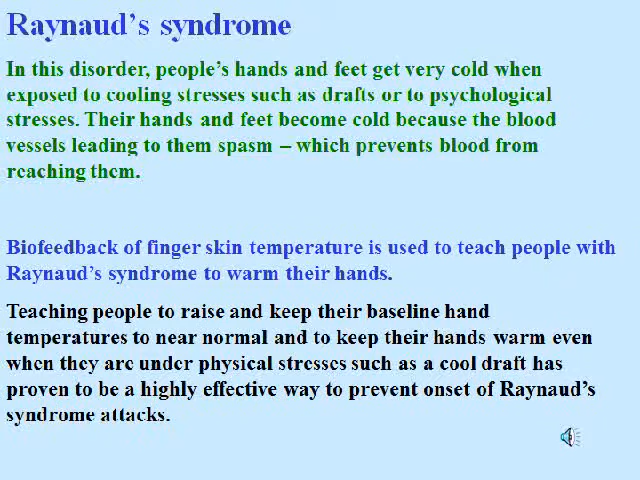 Raynaud's syndrome
In this disorder, people's hands and feet get very cold when
exposed to cooling stresses such as drafts or to psychological
stresses. Their hands and feet become cold because the blood
vessels leading to them spasm – which prevents blood from
reaching them.
Biofeedback of finger skin temperature is used to teach people with
Raynaud's syndrome to warm their hands.
Teaching people to raise and keep their baseline hand
temperatures to near normal and to keep their hands warm even
when they are under physical stresses such as a cool draft has
proven to be a highly effective way to prevent onset of Raynaud's
syndrome attacks.